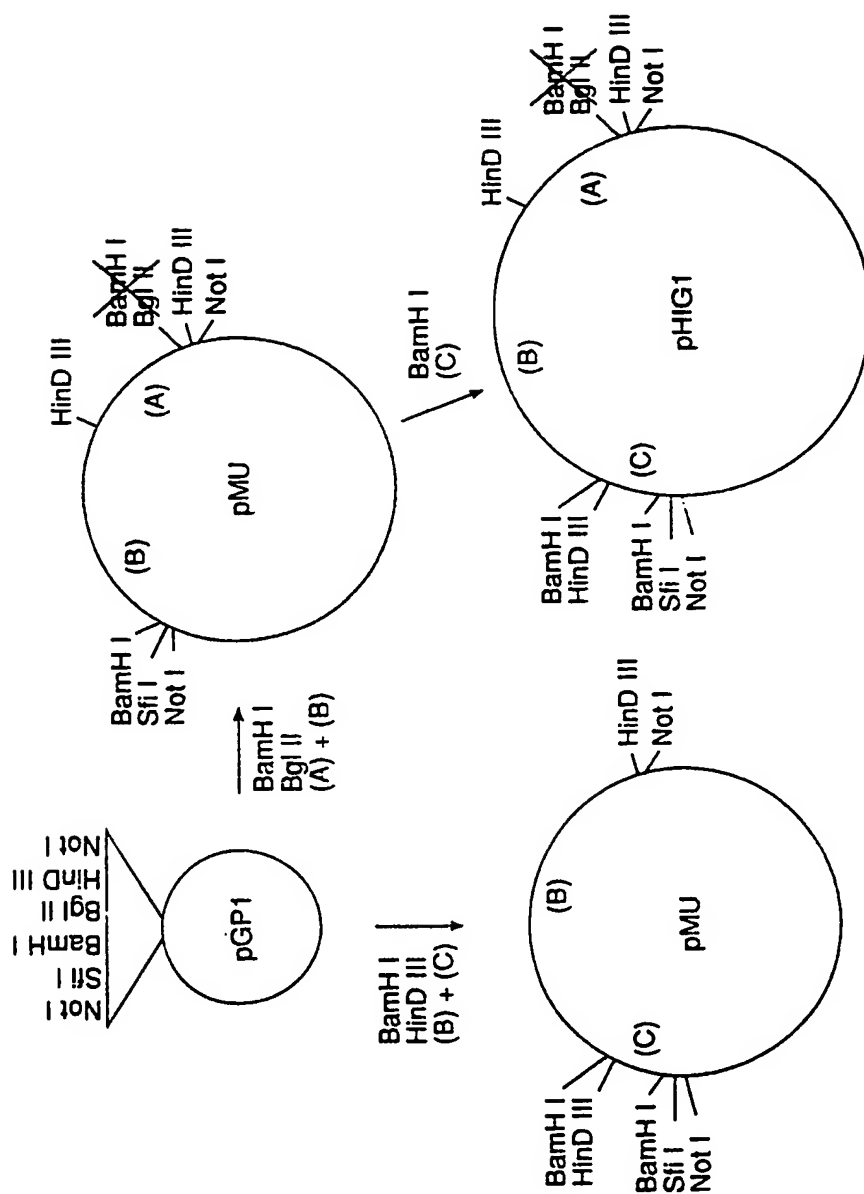 Not I
Sfi I
BamH I
Bgl II
HinD III
Not I
pGP1
BamH I
Bgl II
(A) + (B)
BamH I
Sfi I
Not I
(B)
HinD III
(A)
BamH I
Bgl II
HinD III
Not I
pMU
BamH I
HinD III
(B) + (C)
BamH I
(C)
BamH I
HinD III
(C)
BamH I
Sfi I
Not I
(B)
HinD III
Not I
pMU
BamH I
HinD III
(C)
BamH I
Sfi I
Not I
(B)
HinD III
(A)
BamH I
Bgl II
HinD III
Not I
pHIG1